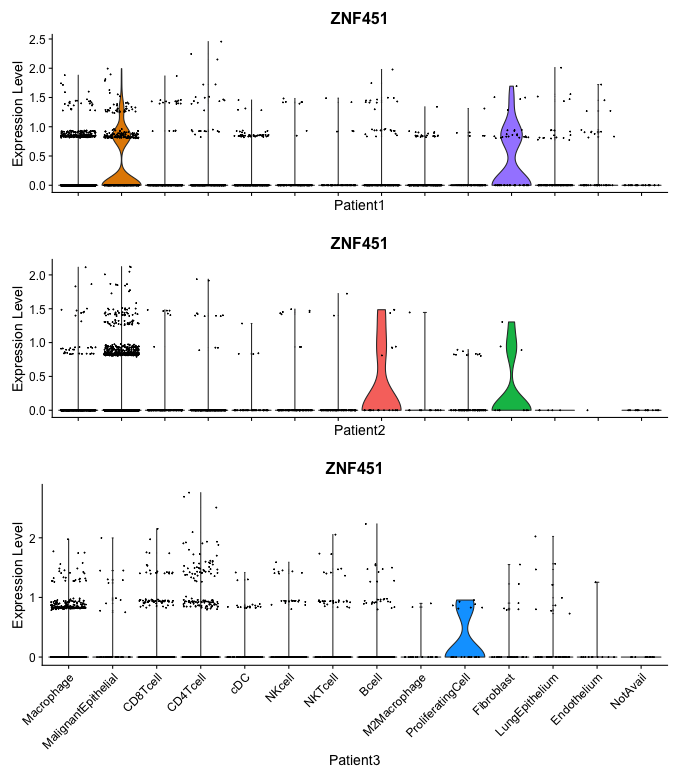 ZNF451
Expression Level
2.5
2.0
1.5
1.0
0.5
0.0
Patient1
ZNF451
Expression Level
2.0
1.5
1.0
0.5
0.0
Patient2
ZNF451
Expression Level
2
1
0
Macrophage
MalignantEpithelial
CD8Tcell
CD4Tcell
cDC
NKcell
NKTcell
Bcell
M2Macrophage
ProliferatingCell
Fibroblast
LungEpithelium
Endothelium
NotAvail
Patient3